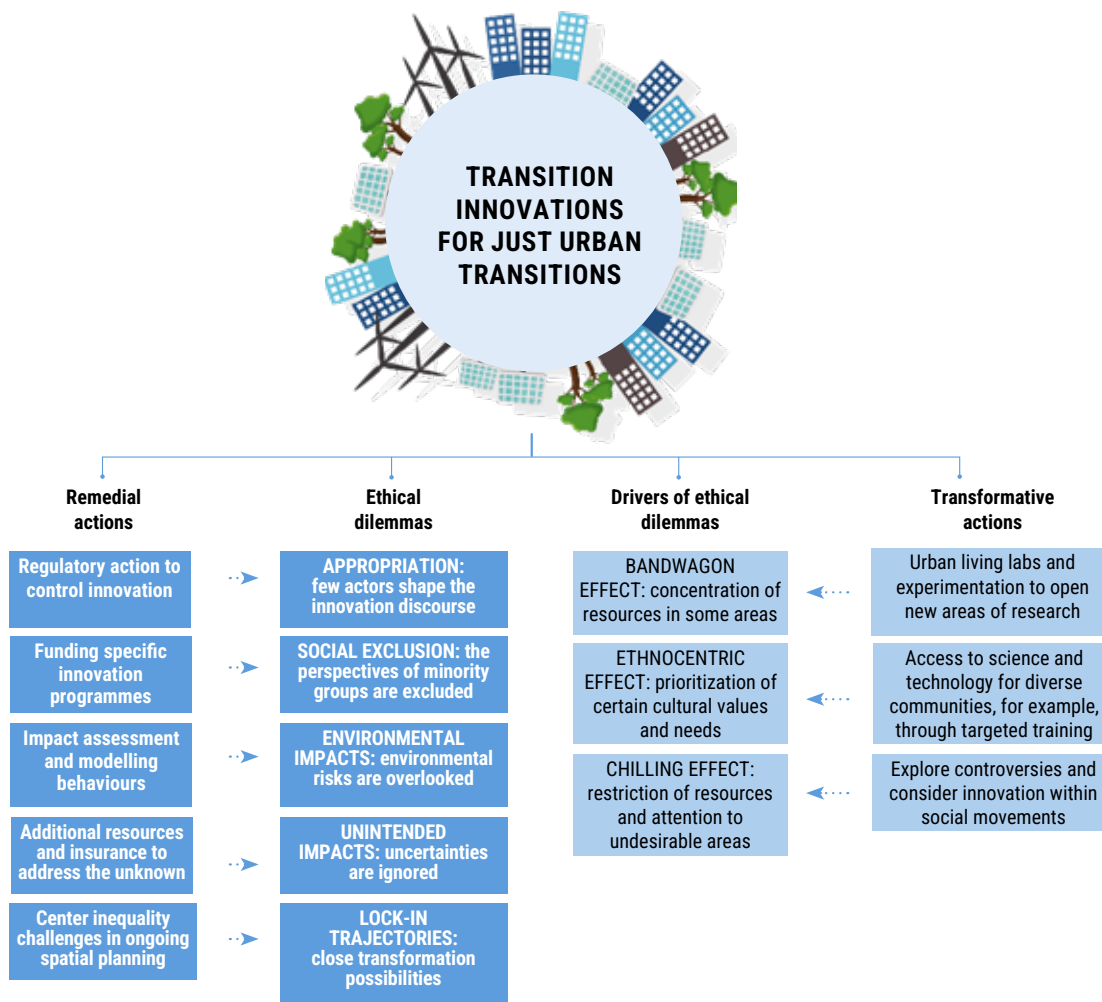 TRANSITION
INNOVATIONS
FOR JUST URBAN
TRANSITIONS
Remedial
actions
Ethical
dilemmas
Drivers of ethical
dilemmas
Transformative
actions
Regulatory action to
control innovation
APPROPRIATION:
few actors shape the
innovation discourse
BANDWAGON
EFFECT: concentration of
resources in some areas
Urban living labs and
experimentation to open
new areas of research
Funding specific
innovation
programmes
SOCIAL EXCLUSION: the
perspectives of minority
groups are excluded
ETHNOCENTRIC
EFFECT: prioritization of
certain cultural values
and needs
Access to science and
technology for diverse
communities, for example,
through targeted training
Impact assessment
and modelling
behaviours
ENVIRONMENTAL
IMPACTS: environmental
risks are overlooked
CHILLING EFFECT:
restriction of resources
and attention to
undesirable areas
Explore controversies and
consider innovation within
social movements
Additional resources
and insurance to
address the unknown
UNINTENDED
IMPACTS: uncertainties
are ignored
Center inequality
challenges in ongoing
spatial planning
LOCK-IN
TRAJECTORIES:
close transformation
possibilities